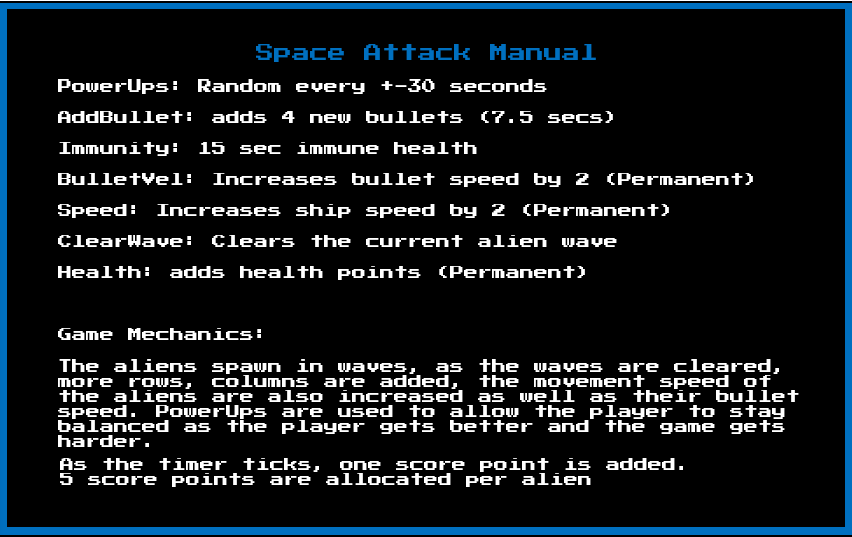 Space Attack Manual
PowerUps: Random every +-30 seconds
AddBullet: adds 4 new bullets (7.5 secs)
Immunity: 15 sec immune health
BulletVel: Increases bullet speed by 2 (Permanent)
Speed: Increases ship speed by 2 (Permanent)
ClearWave: Clears the current alien wave
Health: adds health points (Permanent)
Game Mechanics:
The aliens spawn in waves, as the waves are cleared,
more rows, columns are added, the movement speed of
the aliens are also increased as well as their bullet
speed. PowerUps are used to allow the player to stay
balanced as the player gets better and the game gets
harder.
As the timer ticks, one score point is added.
5 score points are allocated per alien